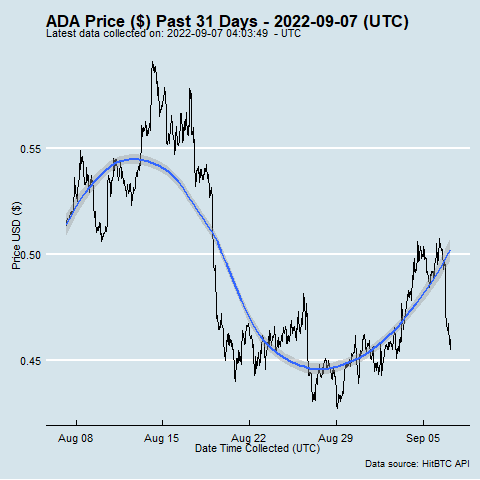 ADA Price ($) Past 31 Days - 2022-09-07 (UTC)
Latest data collected on: 2022-09-07 04:03:49 - UTC
0.55
0.50
0.45
Price USD ($)
Aug 08 Aug 15 Aug 22 Aug 29 Sep 05
Date Time Collected (UTC)
Data source: HitBTC API